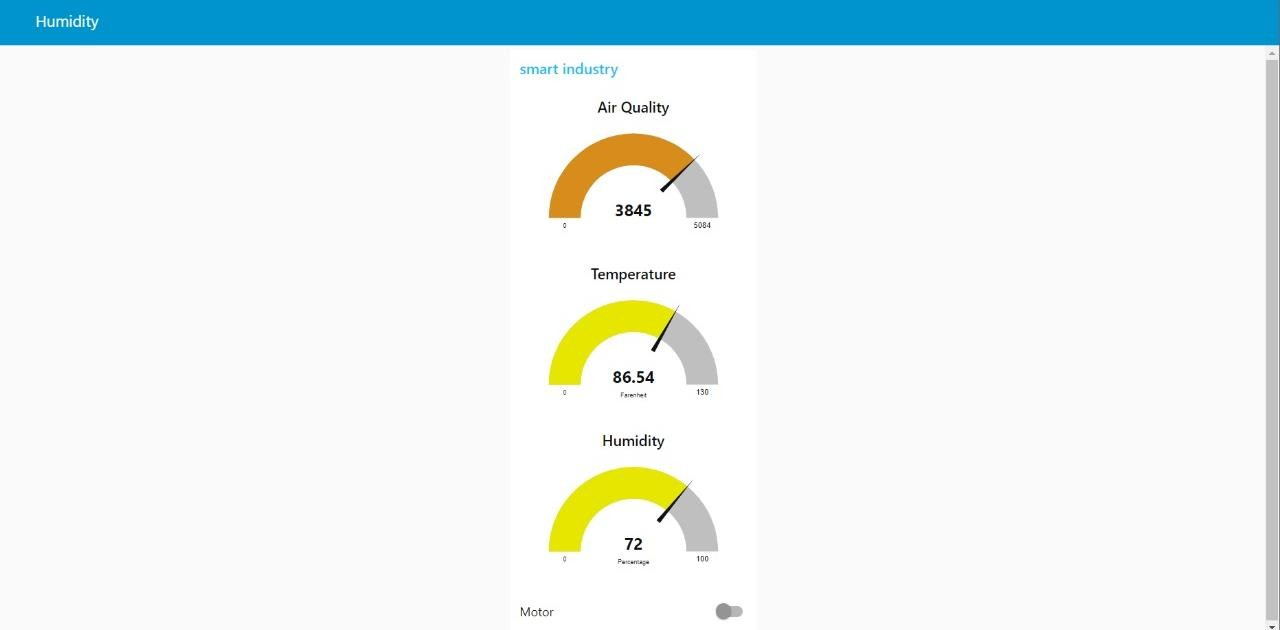 Humidity
smart industry
Air Quality
3845
0 5084
Temperature
86.54
0 130
Farenheit
Humidity
72
0 100
Percentage
Motor